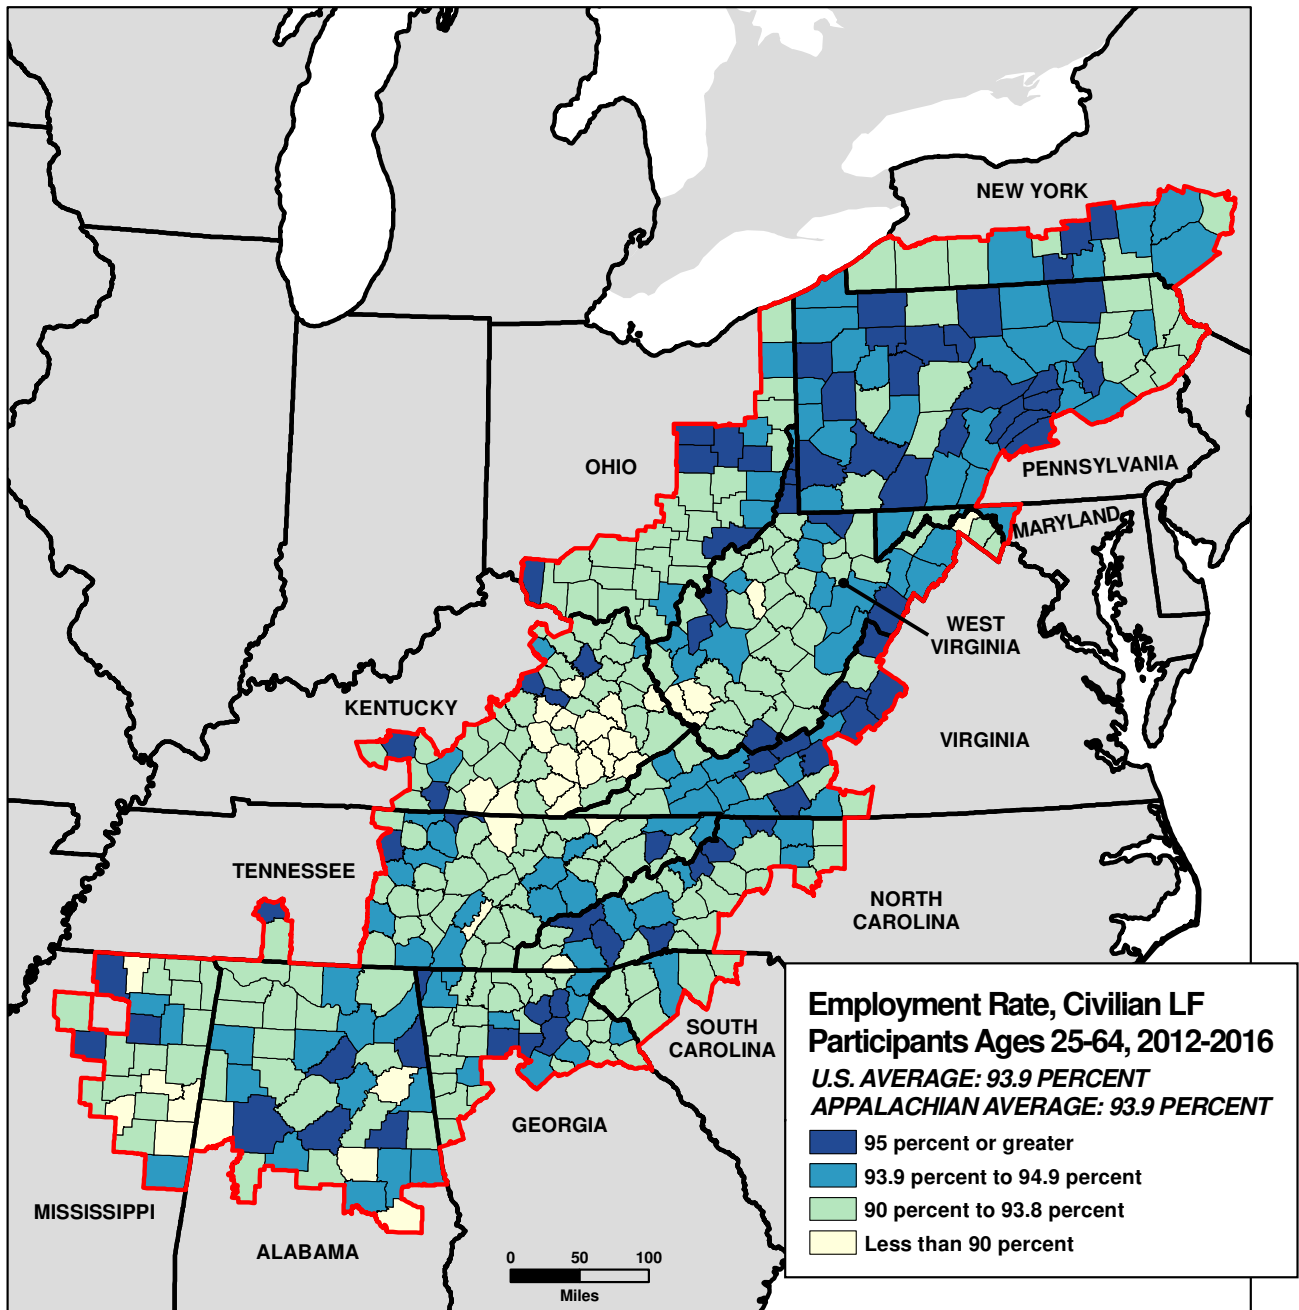 NEW YORK
OHIO
PENNSYLVANIA
MARYLAND
WEST
VIRGINIA
KENTUCKY
VIRGINIA
TENNESSEE
NORTH
CAROLINA
SOUTH
CAROLINA
GEORGIA
MISSISSIPPI
ALABAMA
0 50 100
Miles
Employment Rate, Civilian LF
Participants Ages 25-64, 2012-2016
U.S. AVERAGE: 93.9 PERCENT
APPALACHIAN AVERAGE: 93.9 PERCENT
95 percent or greater
93.9 percent to 94.9 percent
90 percent to 93.8 percent
Less than 90 percent